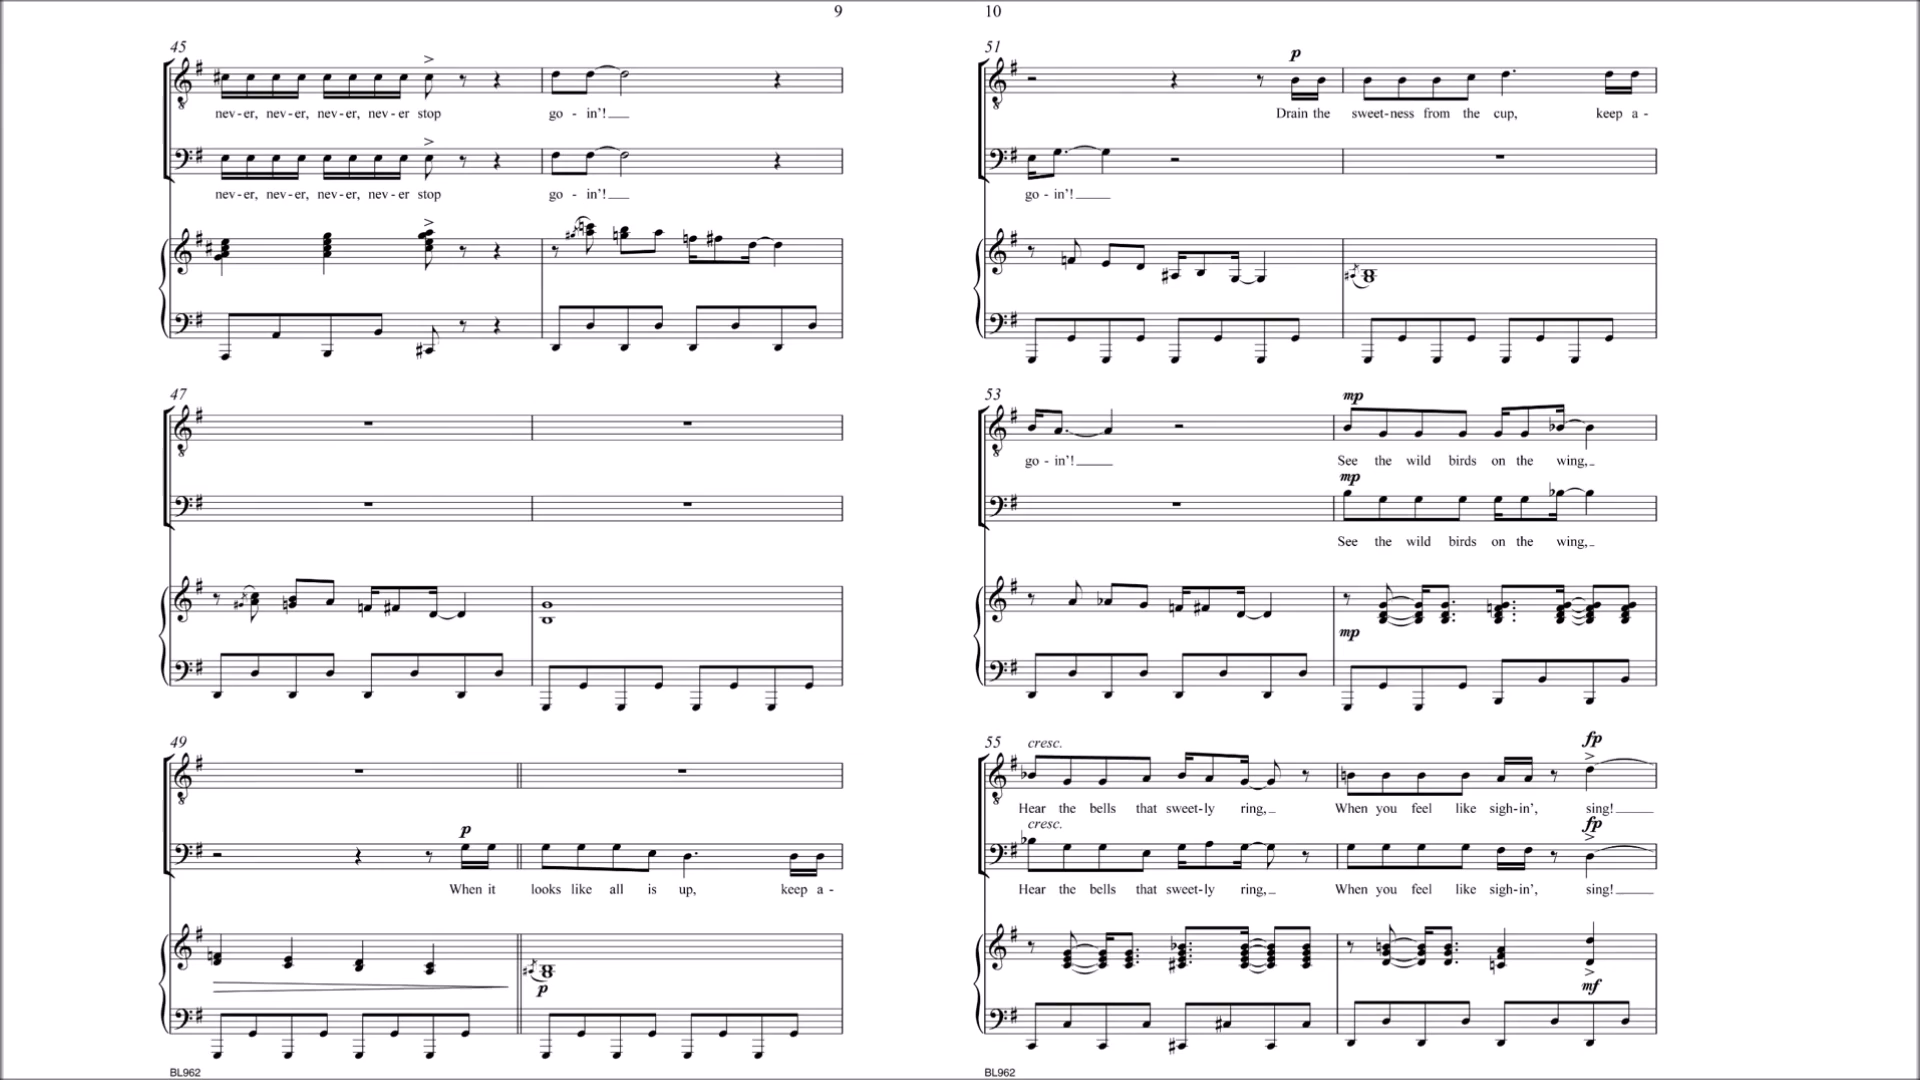 9
45
nev-er, nev-er, nev-er, nev-er stop go - in'!
nev-er, nev-er, nev-er, nev-er stop go - in'!
47
49
p
When it looks like all is up, keep a -
p
BL962
10
51
p
Drain the sweet-ness from the cup, keep a -
go - in'!
53
mp
go - in'! See the wild birds on the wing,
mp
See the wild birds on the wing,
mp
55
cresc. fp
Hear the bells that sweet-ly ring, When you feel like sigh-in', sing!
cresc. fp
Hear the bells that sweet-ly ring, When you feel like sigh-in', sing!
mf
BL962